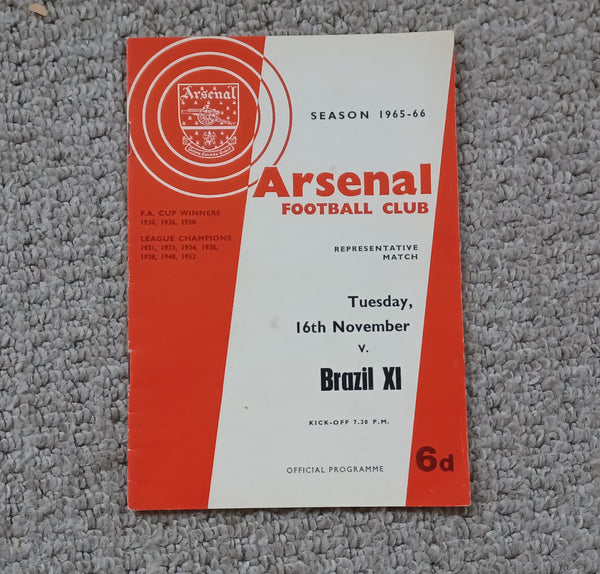 Arsenal
SEASON 1965-66
Arsenal
FOOTBALL CLUB
F.A. CUP WINNERS
1930, 1936, 1950
LEAGUE CHAMPIONS
1931, 1933, 1934, 1935,
1938, 1948, 1953
REPRESENTATIVE
MATCH
Tuesday,
16th November
v.
Brazil XI
KICK-OFF 7.30 P.M.
OFFICIAL PROGRAMME
6d